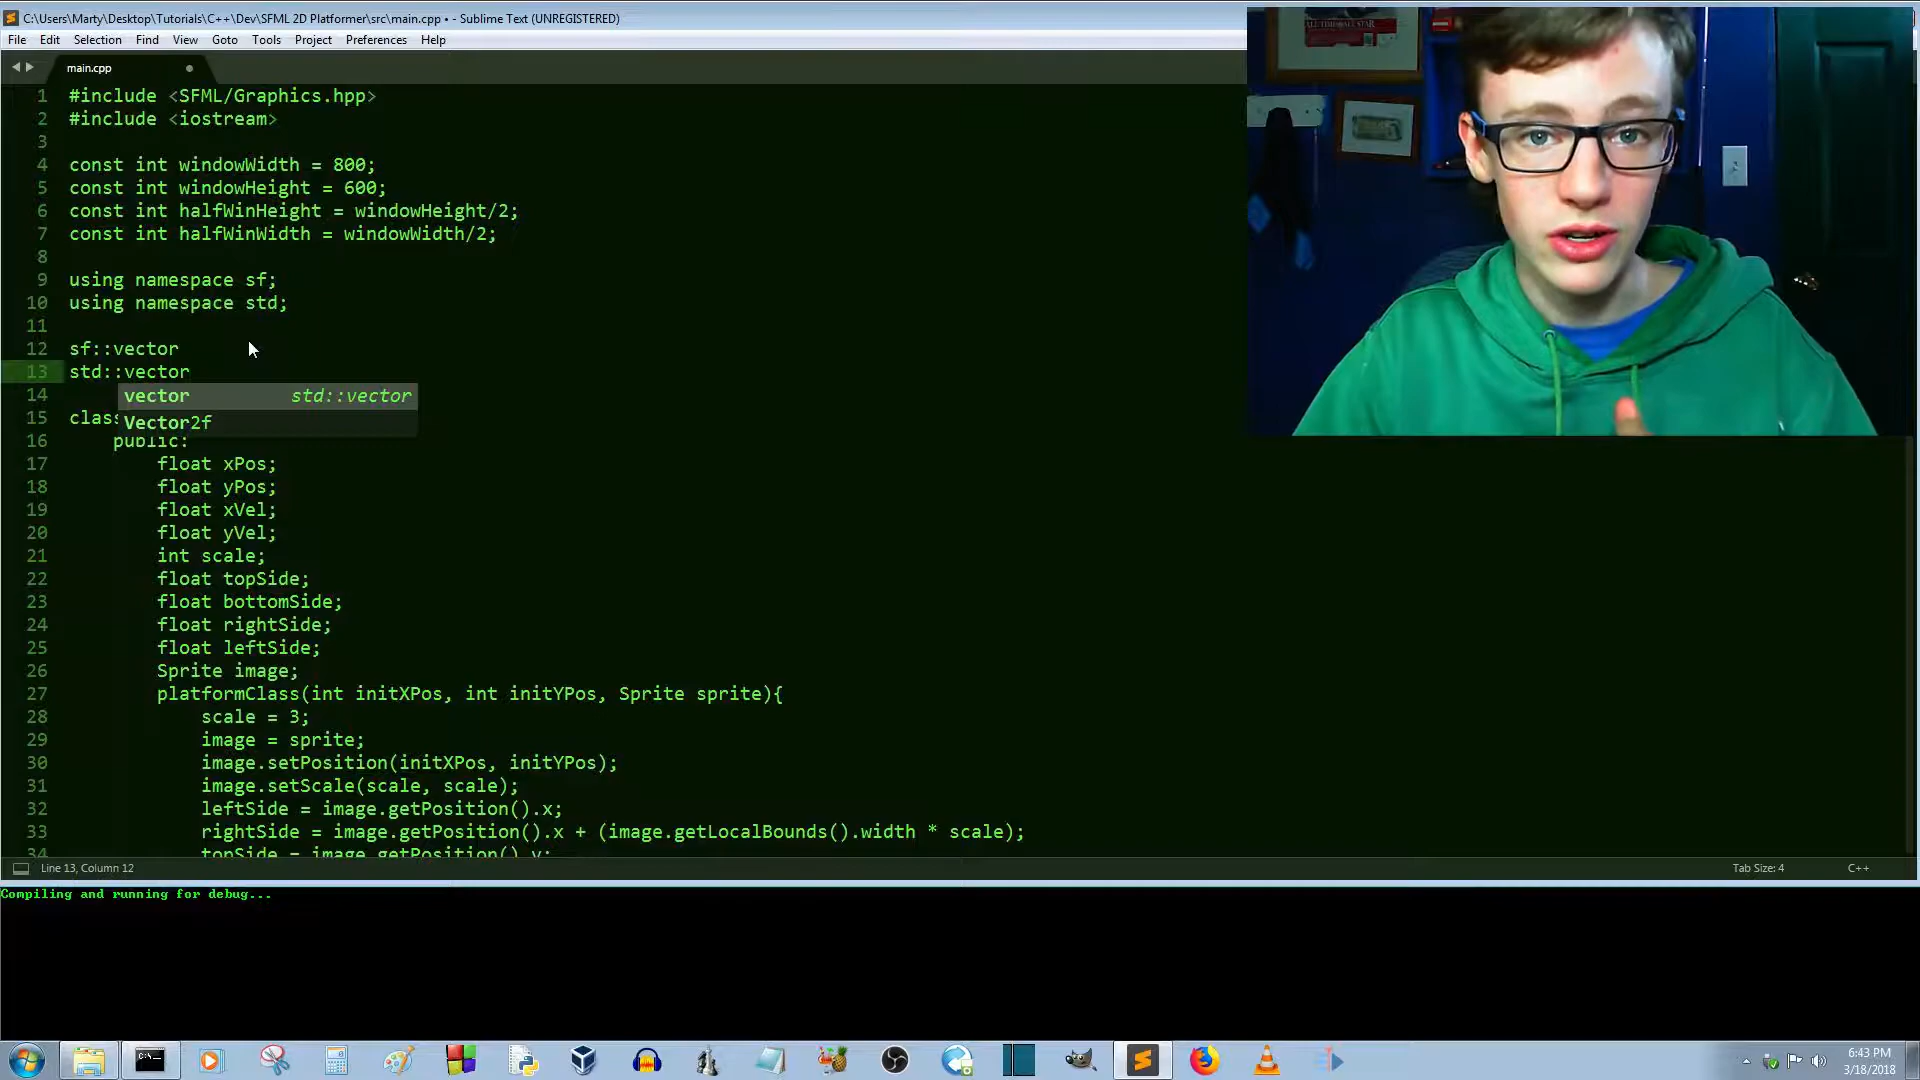 C:\Users\Marty\Desktop\Tutorials\C++\Dev\SFML 2D Platformer\src\main.cpp • - Sublime Text (UNREGISTERED)
File Edit Selection Find View Goto Tools Project Preferences Help
main.cpp
1 #include <SFML/Graphics.hpp>
2 #include <iostream>
3
4 const int windowWidth = 800;
5 const int windowHeight = 600;
6 const int halfWinHeight = windowHeight/2;
7 const int halfWinWidth = windowWidth/2;
8
9 using namespace sf;
10 using namespace std;
11
12 sf::vector
13 std::vector
14 vector std::vector
15 class Vector2f
16 public:
17 float xPos;
18 float yPos;
19 float xVel;
20 float yVel;
21 int scale;
22 float topSide;
23 float bottomSide;
24 float rightSide;
25 float leftSide;
26 Sprite image;
27 platformClass(int initXPos, int initYPos, Sprite sprite){
28 scale = 3;
29 image = sprite;
30 image.setPosition(initXPos, initYPos);
31 image.setScale(scale, scale);
32 leftSide = image.getPosition().x;
33 rightSide = image.getPosition().x + (image.getLocalBounds().width * scale);
34 topSide = image.getPosition().y;
Line 13, Column 12 Tab Size: 4 C++
Compiling and running for debug...
6:43 PM
3/18/2018